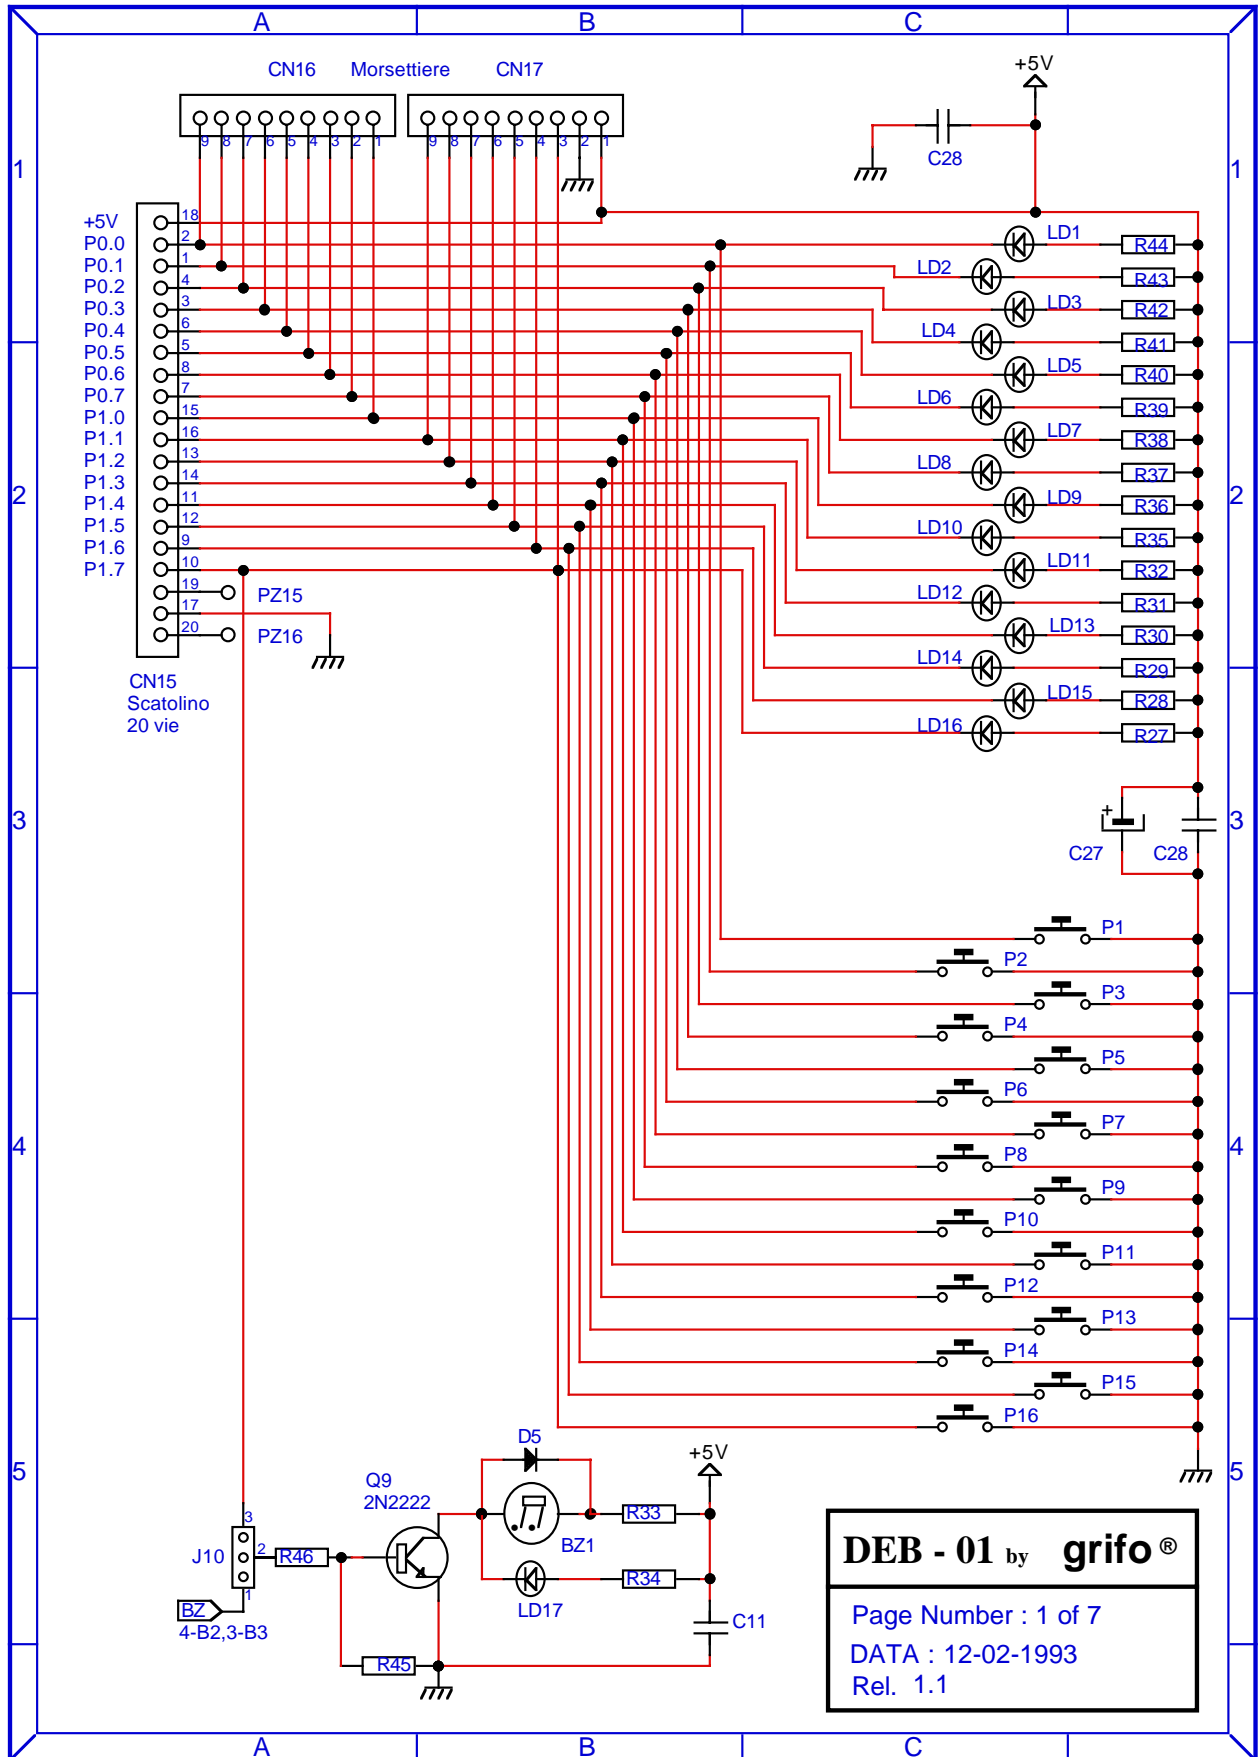 A B C
CN16 Morsettiere CN17
+5V
9 8 7 6 5 4 3 2 1
9 8 7 6 5 4 3 2 1
C28
1 1
+5V 18
P0.0 2
P0.1 1
P0.2 4
P0.3 3
P0.4 6
P0.5 5
P0.6 8
P0.7 7
P1.0 15
P1.1 16
P1.2 13
P1.3 14
P1.4 11
P1.5 12
P1.6 9
P1.7 10
19 PZ15
17
20 PZ16
CN15
Scatolino
20 vie
LD1 R44
LD2 R43
LD3 R42
LD4 R41
LD5 R40
LD6 R39
LD7 R38
LD8 R37
2 2
LD9 R36
LD10 R35
LD11 R32
LD12 R31
LD13 R30
LD14 R29
LD15 R28
LD16 R27
3 3
+
C27 C28
P1
P2
P3
P4
P5
P6
P7
4 4
P8
P9
P10
P11
P12
P13
P14
P15
P16
5 5
D5
+5V
Q9
2N2222
R33
BZ1
3
J10 2 R46
1
R34
LD17
C11
BZ
4-B2,3-B3
R45
DEB - 01 by grifo ®
Page Number : 1 of 7
DATA : 12-02-1993
Rel. 1.1
A B C